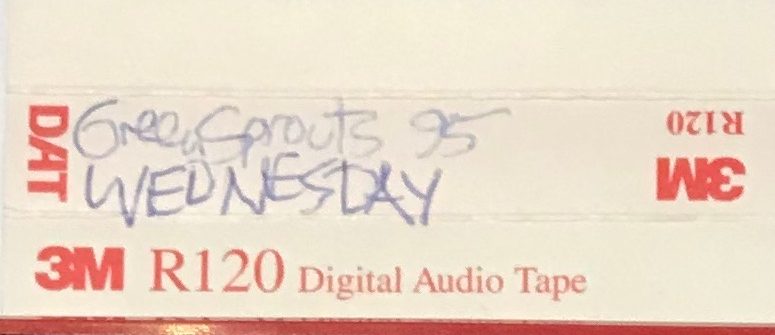 DAT
GreenSprouts 95
WEDNESDAY
R120
3M
3M R120 Digital Audio Tape